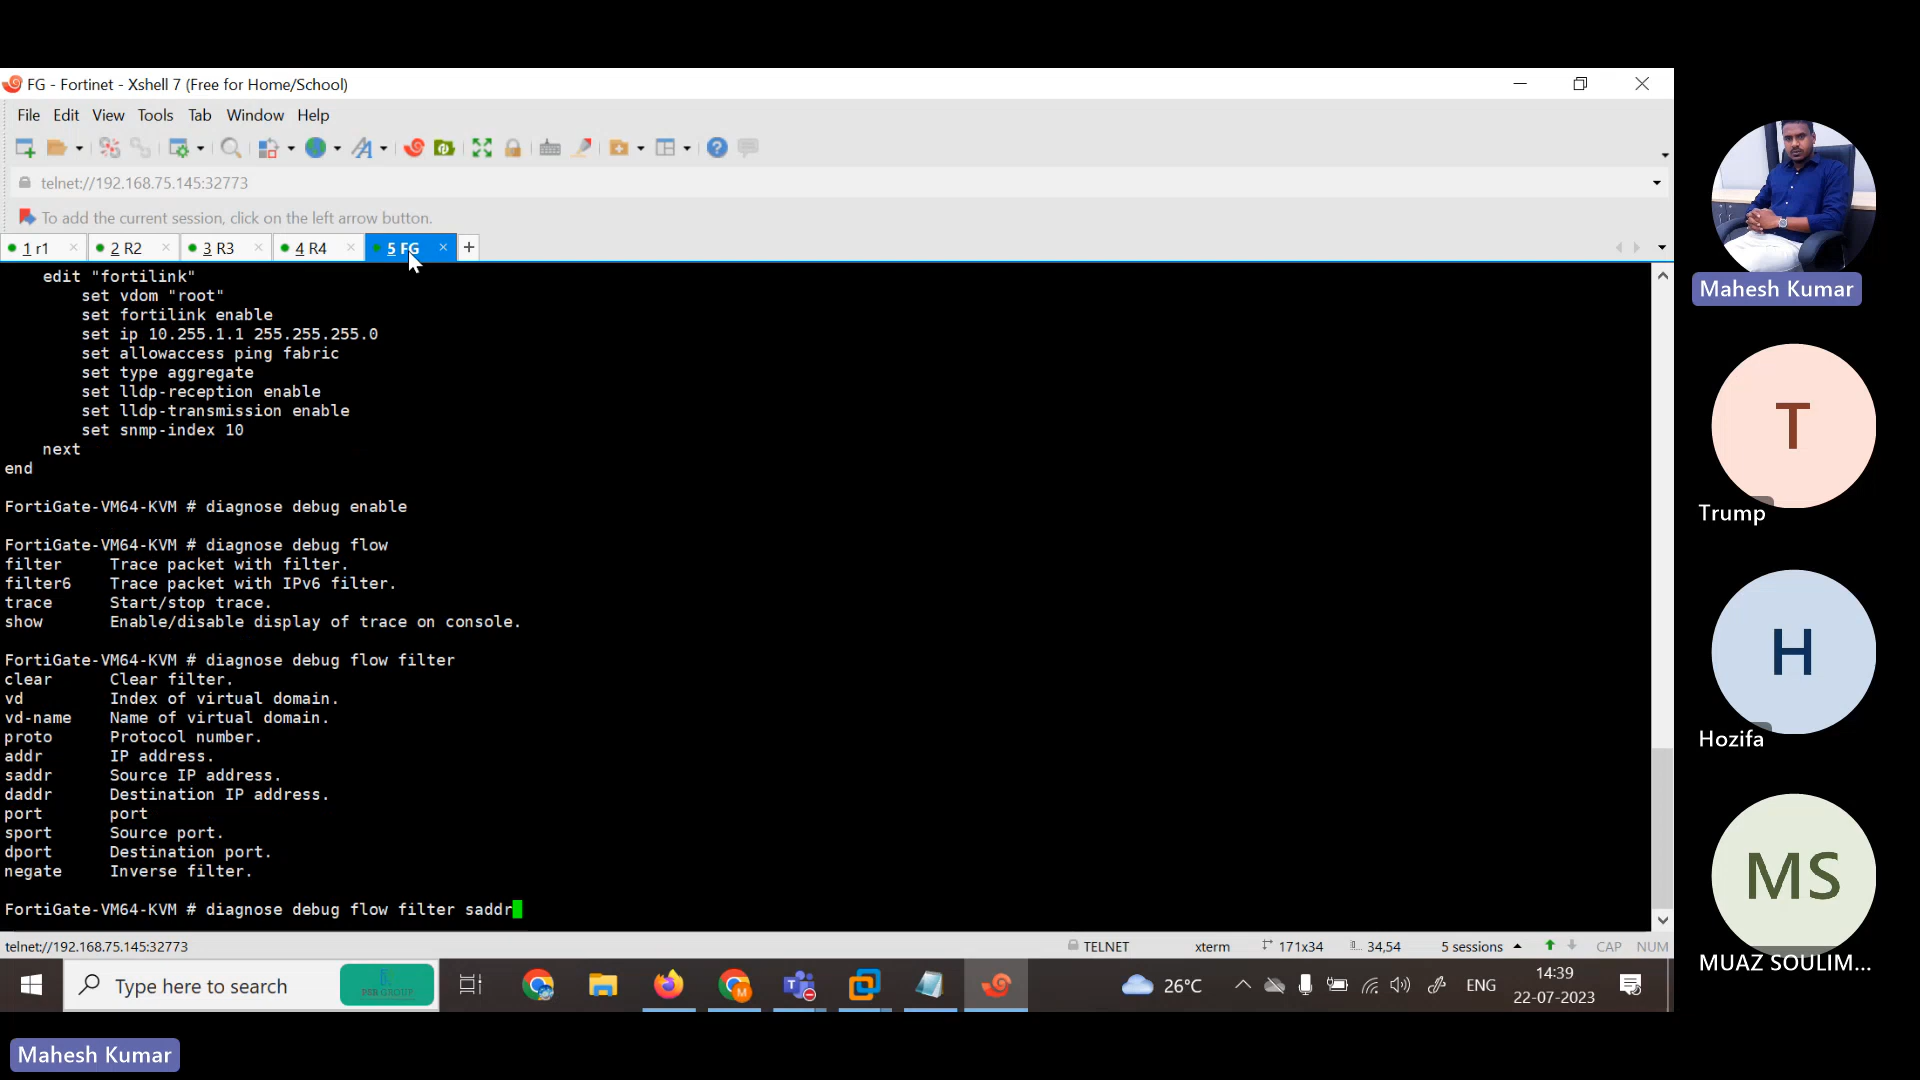 FG - Fortinet - Xshell 7 (Free for Home/School)
File Edit View Tools Tab Window Help
telnet://192.168.75.145:32773
To add the current session, click on the left arrow button.
1 r1 2 R2 3 R3 4 R4 5 FG
    edit "fortilink"
        set vdom "root"
        set fortilink enable
        set ip 10.255.1.1 255.255.255.0
        set allowaccess ping fabric
        set type aggregate
        set lldp-reception enable
        set lldp-transmission enable
        set snmp-index 10
    next
end
FortiGate-VM64-KVM # diagnose debug enable
FortiGate-VM64-KVM # diagnose debug flow
filter     Trace packet with filter.
filter6    Trace packet with IPv6 filter.
trace      Start/stop trace.
show       Enable/disable display of trace on console.
FortiGate-VM64-KVM # diagnose debug flow filter
clear      Clear filter.
vd         Index of virtual domain.
vd-name    Name of virtual domain.
proto      Protocol number.
addr       IP address.
saddr      Source IP address.
daddr      Destination IP address.
port       port
sport      Source port.
dport      Destination port.
negate     Inverse filter.
FortiGate-VM64-KVM # diagnose debug flow filter saddr
telnet://192.168.75.145:32773 TELNET xterm 171x34 34,54 5 sessions CAP NUM
Type here to search PSR GROUP 26°C ENG 14:39
22-07-2023
Mahesh Kumar
T
Trump
H
Hozifa
MS
MUAZ SOULIM...
Mahesh Kumar